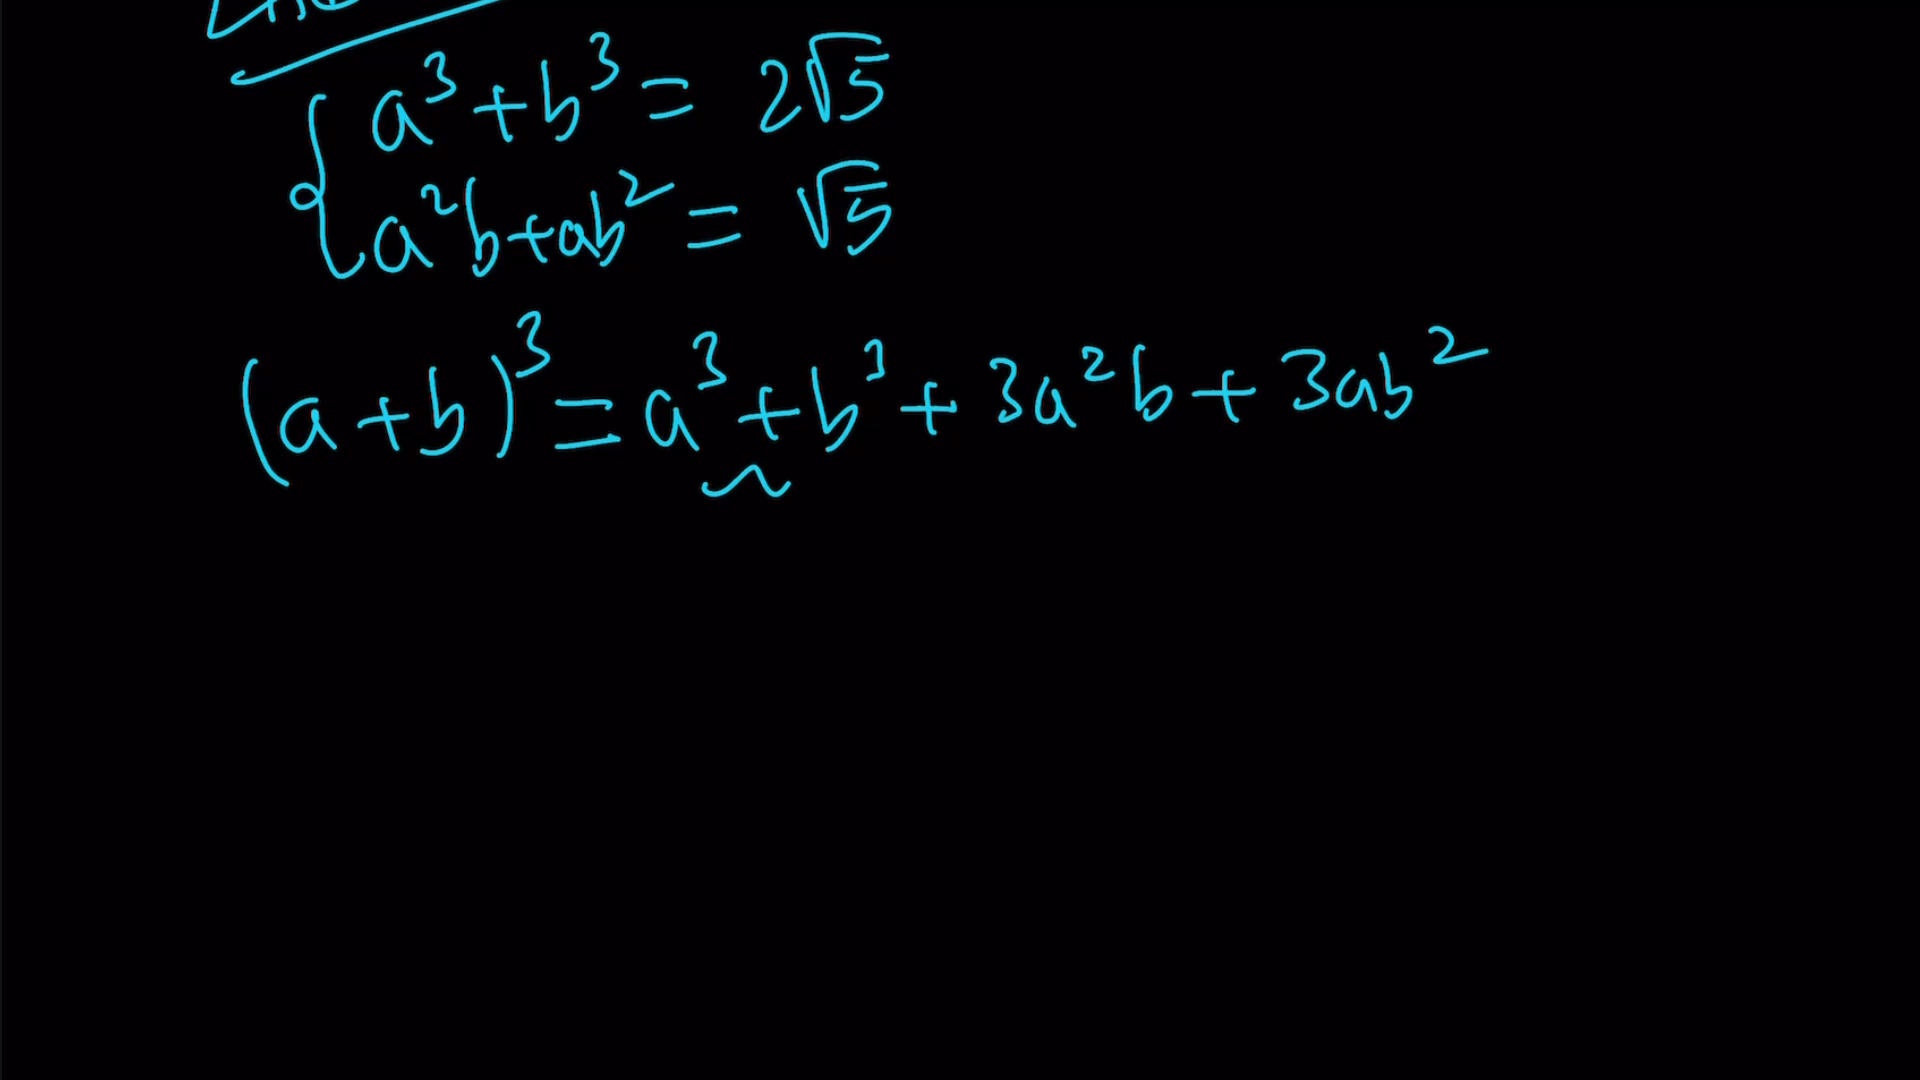 a³+b³ = 2√5
a²b+ab² = √5
(a+b)³ = a³+b³+3a²b+3ab²